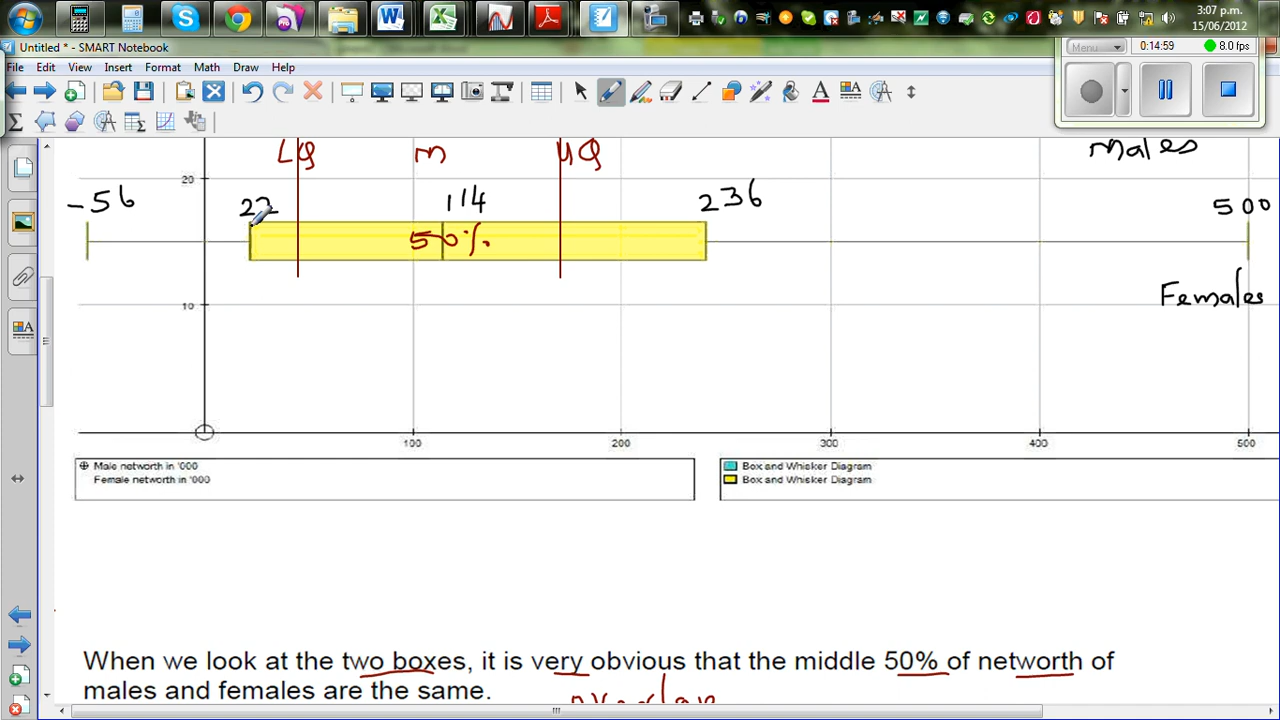 3:07 p.m.
15/06/2012
Untitled * - SMART Notebook
Menu
0:14:59
8.0 fps
File Edit View Insert Format Math Draw Help
LQ m UQ
Males
20
-56 22 114 236 500
50%
10
Females
100 200 300 400 500
Male networth in '000
Female networth in '000
Box and Whisker Diagram
Box and Whisker Diagram
When we look at the two boxes, it is very obvious that the middle 50% of networth of
males and females are the same.
overlap